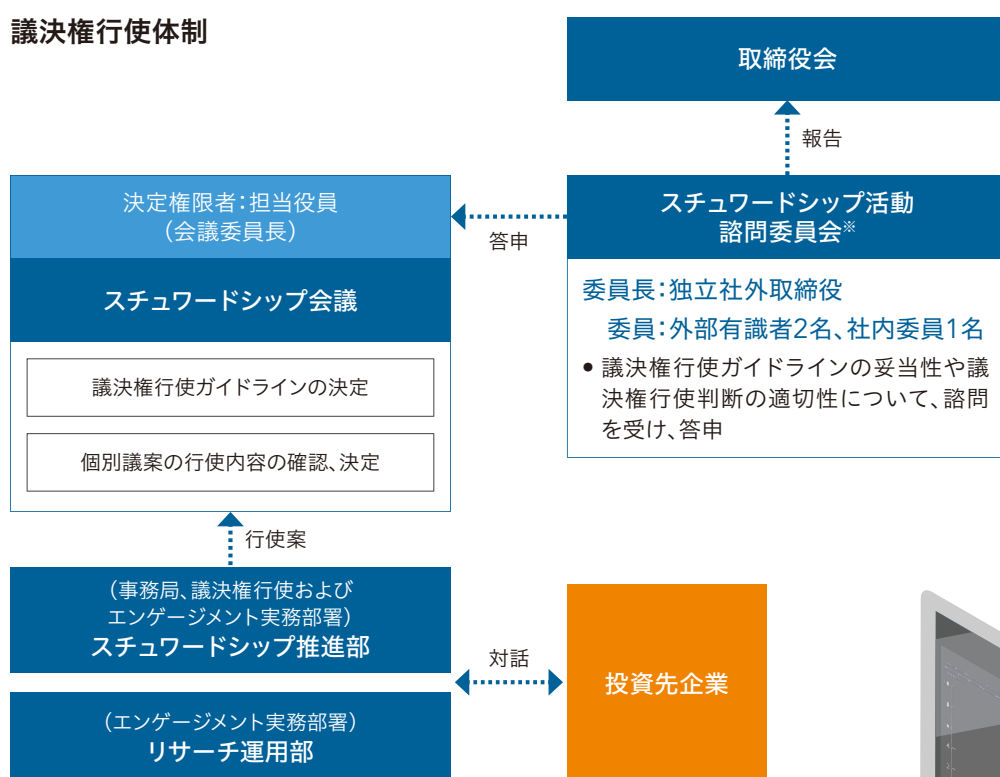 議決権行使体制
取締役会
報告
決定権限者：担当役員
（会議委員長）
スチュワードシップ会議
議決権行使ガイドラインの決定
個別議案の行使内容の確認、決定
答申
スチュワードシップ活動
諮問委員会※
委員長：独立社外取締役
委員：外部有識者2名、社内委員1名
● 議決権行使ガイドラインの妥当性や議
決権行使判断の適切性について、諮問
を受け、答申
行使案
（事務局、議決権行使および
エンゲージメント実務部署）
スチュワードシップ推進部
（エンゲージメント実務部署）
リサーチ運用部
対話
投資先企業